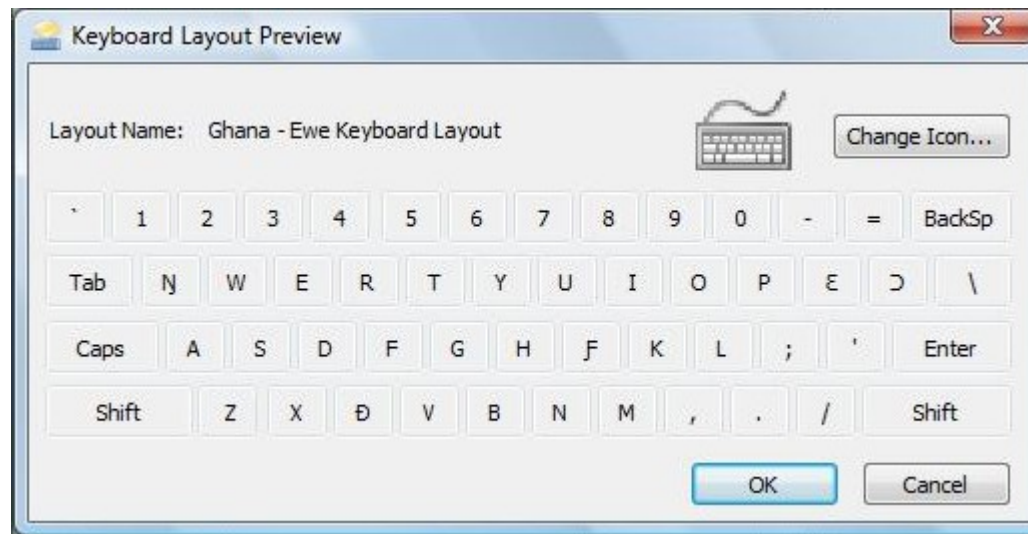 Keyboard Layout Preview
Layout Name: Ghana - Ewe Keyboard Layout
Change Icon...
` 1 2 3 4 5 6 7 8 9 0 - = BackSp
Tab Ŋ W E R T Y U I O P Ɛ Ɔ \
Caps A S D F G H Ƒ K L ; ' Enter
Shift Z X Ɖ V B N M , . / Shift
OK Cancel